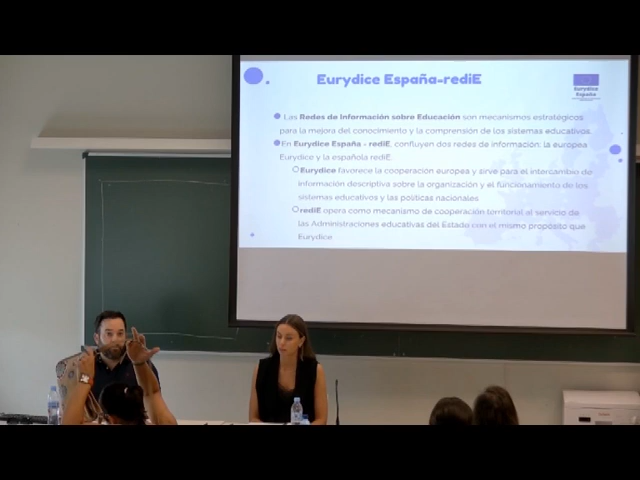 Eurydice España-rediE
Eurydice
España
Las Redes de Información sobre Educación son mecanismos estratégicos
para la mejora del conocimiento y la comprensión de los sistemas educativos.
En Eurydice España - rediE, confluyen dos redes de información: la europea
Eurydice y la española rediE.
Eurydice favorece la cooperación europea y sirve para el intercambio de
información descriptiva sobre la organización y el funcionamiento de los
sistemas educativos y las políticas nacionales
rediE opera como mecanismo de cooperación territorial al servicio de
las Administraciones educativas del Estado con el mismo propósito que
Eurydice